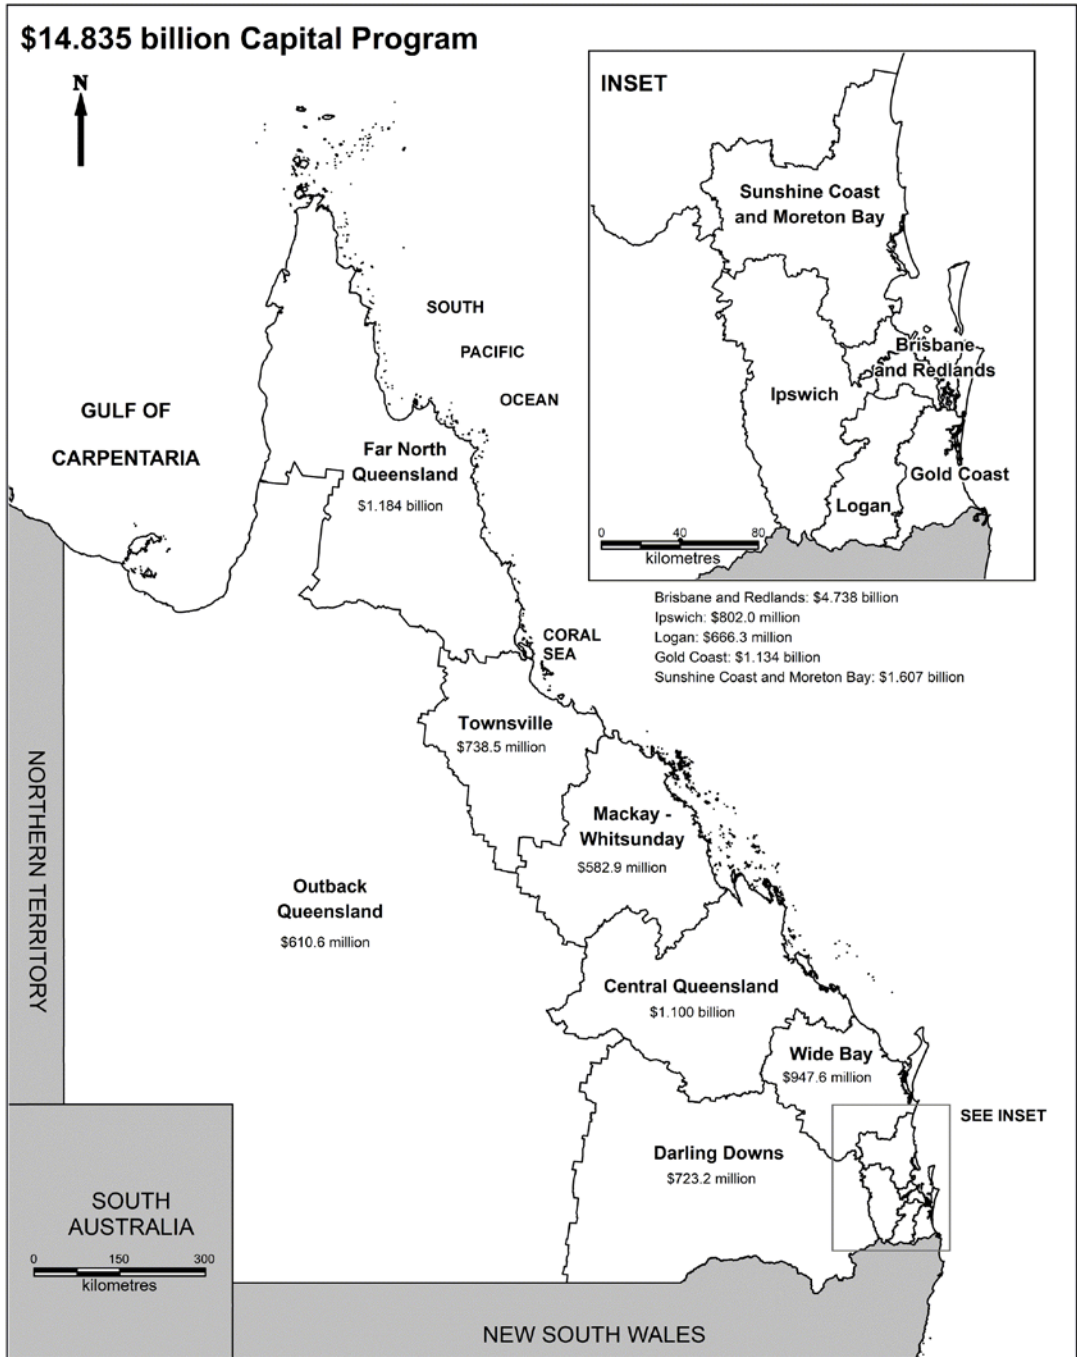 $14.835 billion Capital Program
N
INSET
Sunshine Coast
and Moreton Bay
Brisbane
and Redlands
Ipswich
Gold Coast
Logan
0 40 80
kilometres
Brisbane and Redlands: $4.738 billion
Ipswich: $802.0 million
Logan: $666.3 million
Gold Coast: $1.134 billion
Sunshine Coast and Moreton Bay: $1.607 billion
SOUTH
PACIFIC
OCEAN
GULF OF
CARPENTARIA
Far North
Queensland
$1.184 billion
CORAL
SEA
Townsville
$738.5 million
Mackay -
Whitsunday
$582.9 million
NORTHERN TERRITORY
Outback
Queensland
$610.6 million
Central Queensland
$1.100 billion
Wide Bay
$947.6 million
SEE INSET
Darling Downs
$723.2 million
SOUTH
AUSTRALIA
0 150 300
kilometres
NEW SOUTH WALES